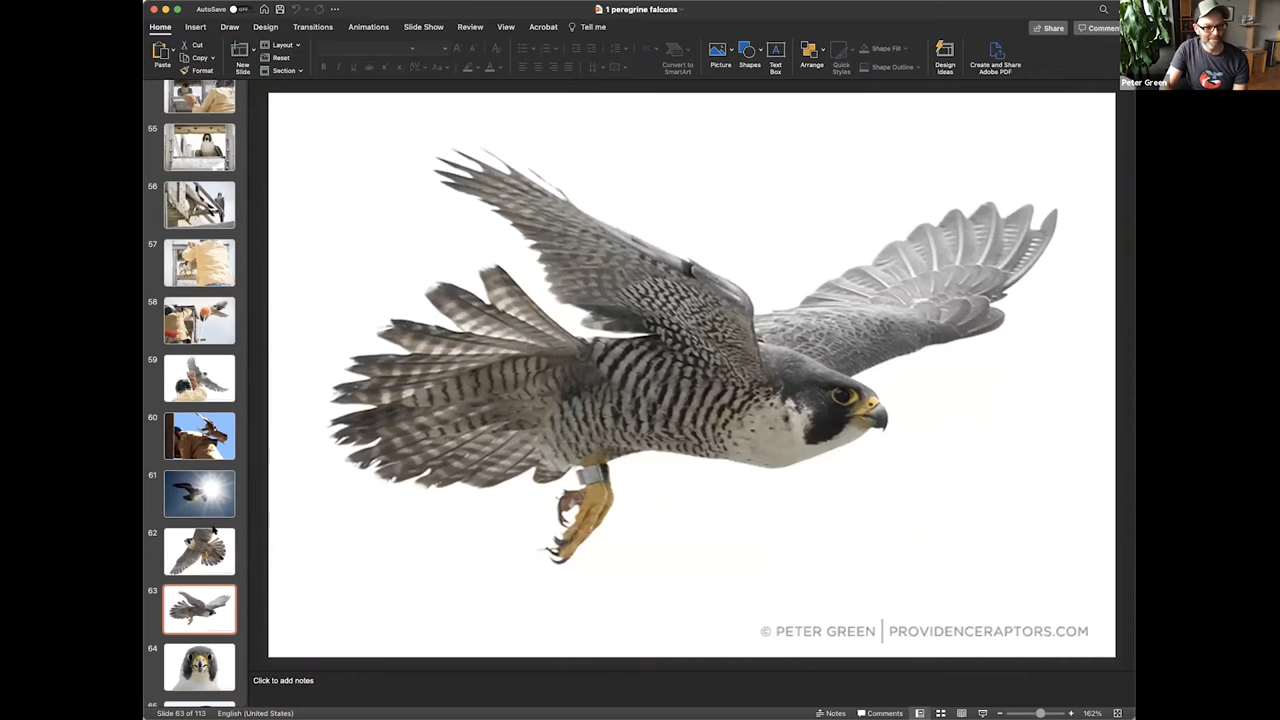 AutoSave OFF
1 peregrine falcons
Home Insert Draw Design Transitions Animations Slide Show Review View Acrobat Tell me
Share
Paste
Cut
Copy
Format
New Slide
Layout
Reset
Section
Convert to SmartArt
Picture
Shapes
Text Box
Arrange
Quick Styles
Shape Fill
Shape Outline
Design Ideas
Create and Share Adobe PDF
Peter Green
55
56
57
58
59
60
61
62
63
64
© PETER GREEN | PROVIDENCERAPTORS.COM
Click to add notes
Slide 63 of 113 English (United States) Notes Comments 162%